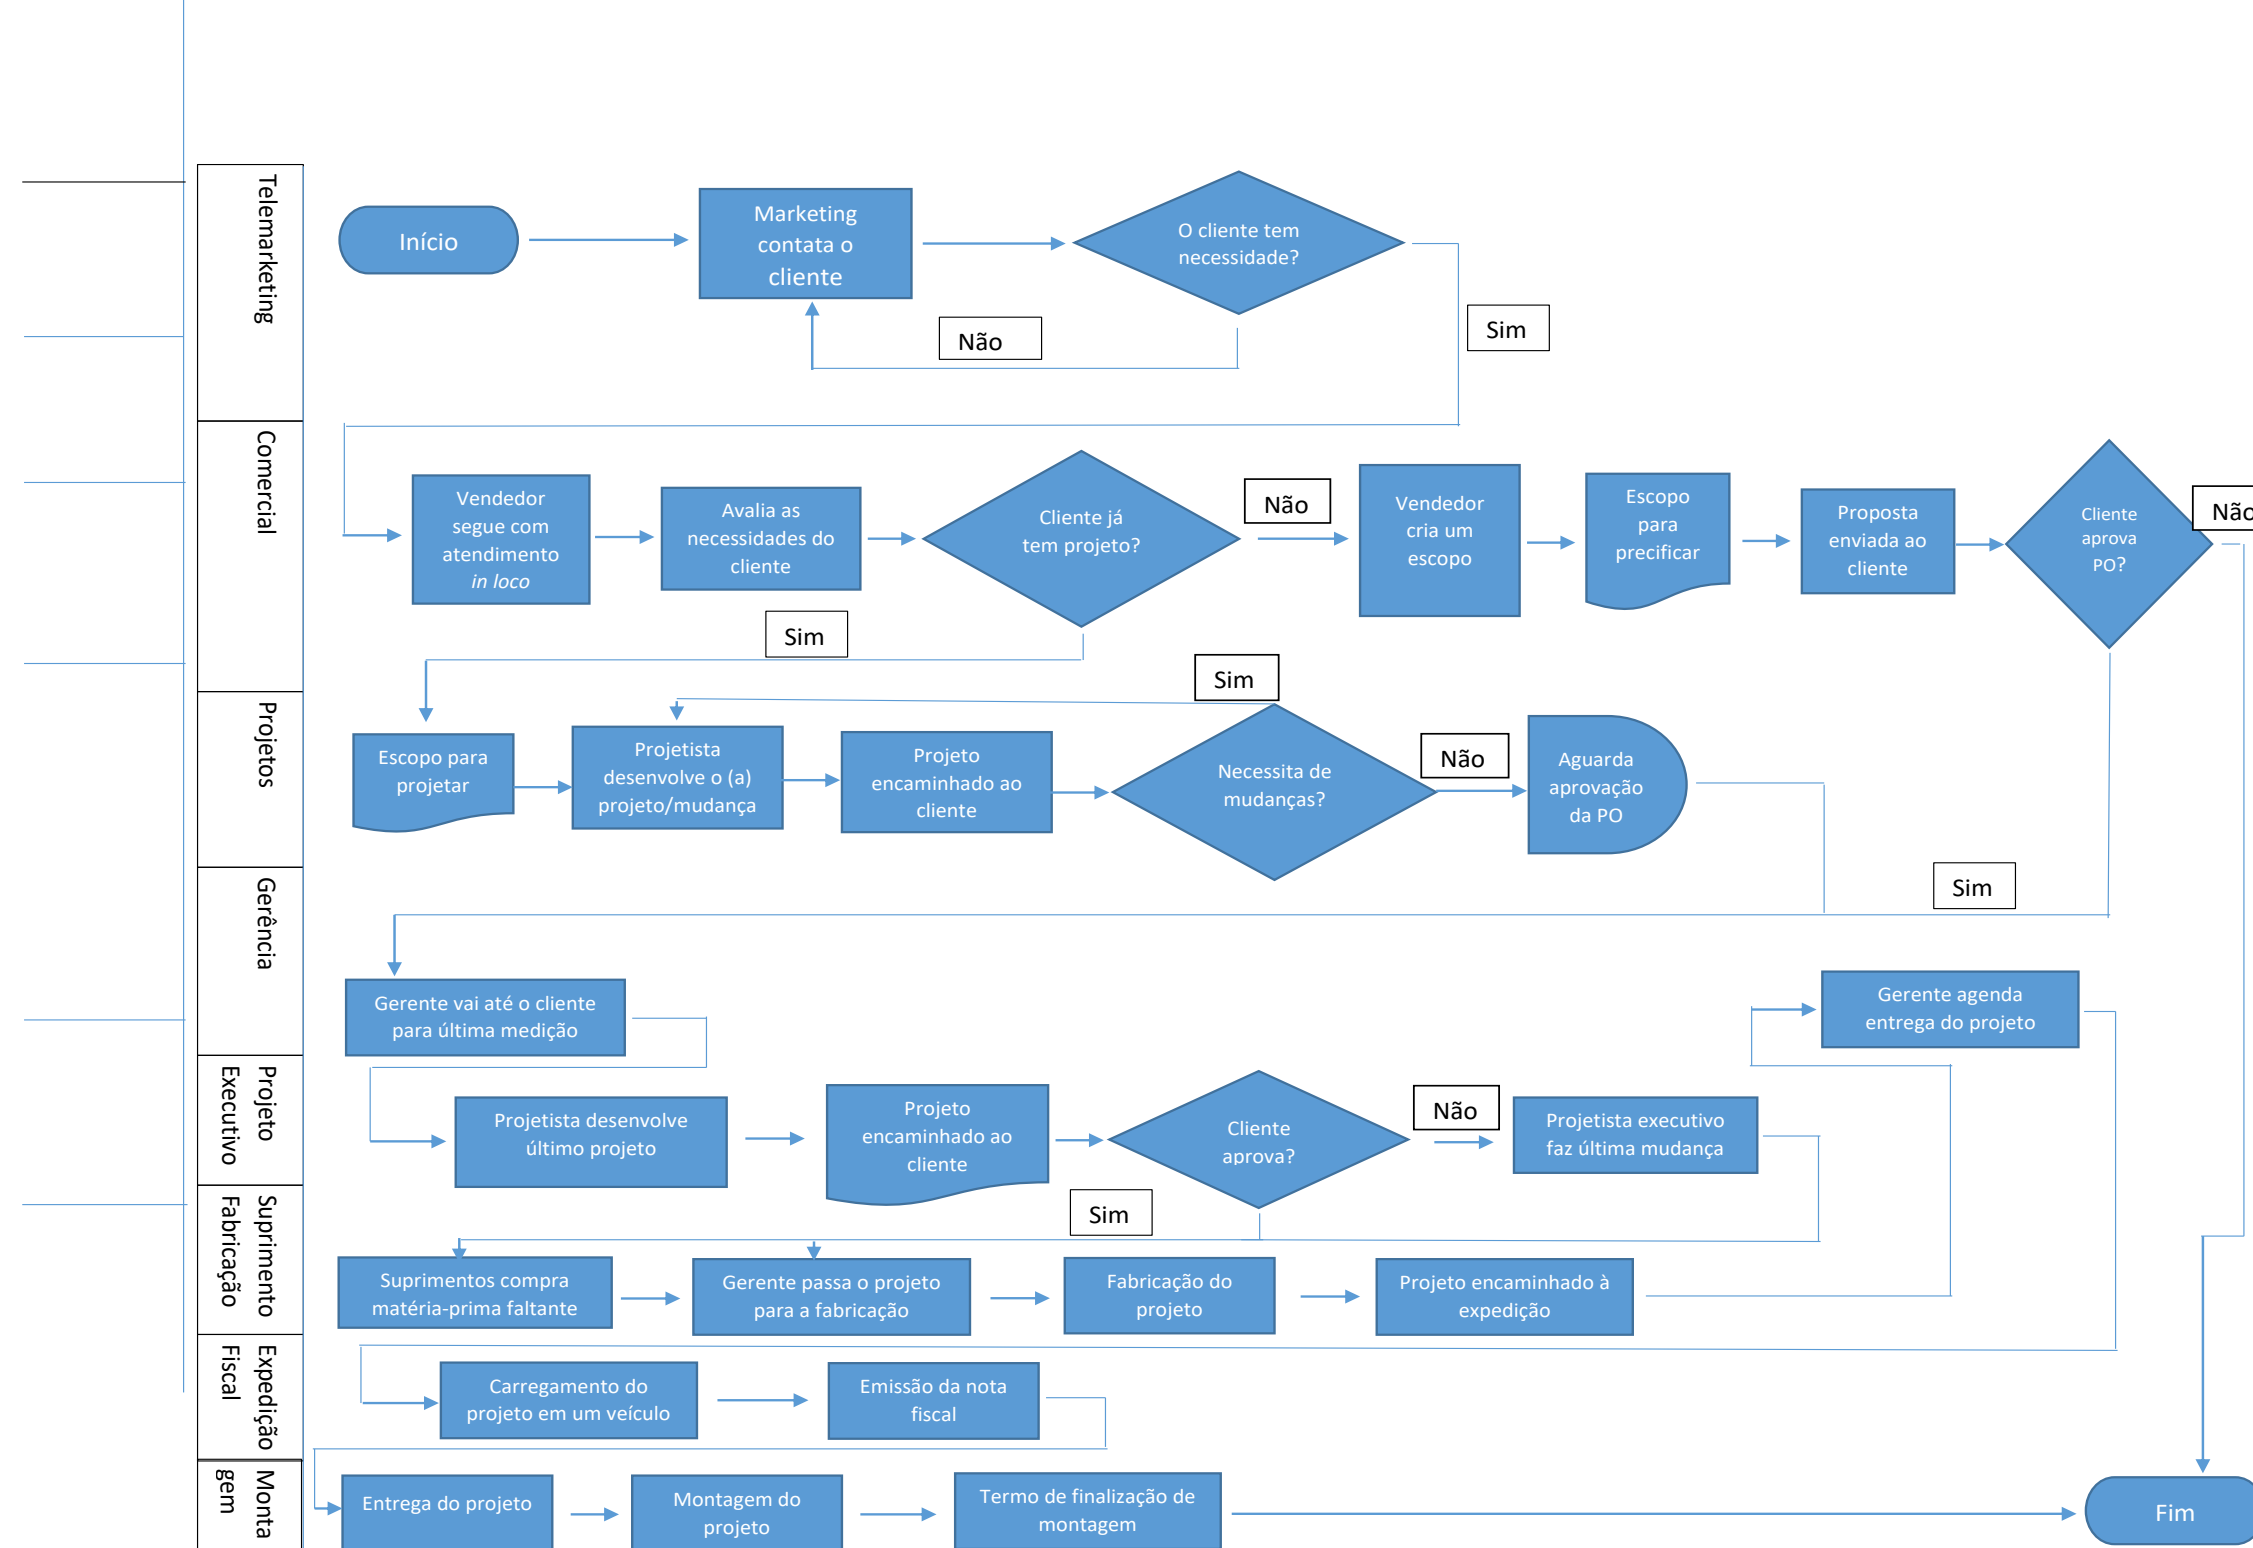 Telemarketing
Início
Marketing
contata o
cliente
O cliente tem
necessidade?
Não
Sim
Comercial
Vendedor
segue com
atendimento
in loco
Avalia as
necessidades do
cliente
Cliente já
tem projeto?
Não
Vendedor
cria um
escopo
Escopo
para
precificar
Proposta
enviada ao
cliente
Cliente
aprova
PO?
Não
Sim
Sim
Projetos
Escopo para
projetar
Projetista
desenvolve o (a)
projeto/mudança
Projeto
encaminhado ao
cliente
Necessita de
mudanças?
Não
Aguarda
aprovação
da PO
Sim
Gerência
Gerente vai até o cliente
para última medição
Gerente agenda
entrega do projeto
Projeto
Executivo
Projetista desenvolve
último projeto
Projeto
encaminhado ao
cliente
Cliente
aprova?
Não
Projetista executivo
faz última mudança
Sim
Suprimento
Fabricação
Suprimentos compra
matéria-prima faltante
Gerente passa o projeto
para a fabricação
Fabricação do
projeto
Projeto encaminhado à
expedição
Expedição
Fiscal
Carregamento do
projeto em um veículo
Emissão da nota
fiscal
Monta
gem
Entrega do projeto
Montagem do
projeto
Termo de finalização de
montagem
Fim